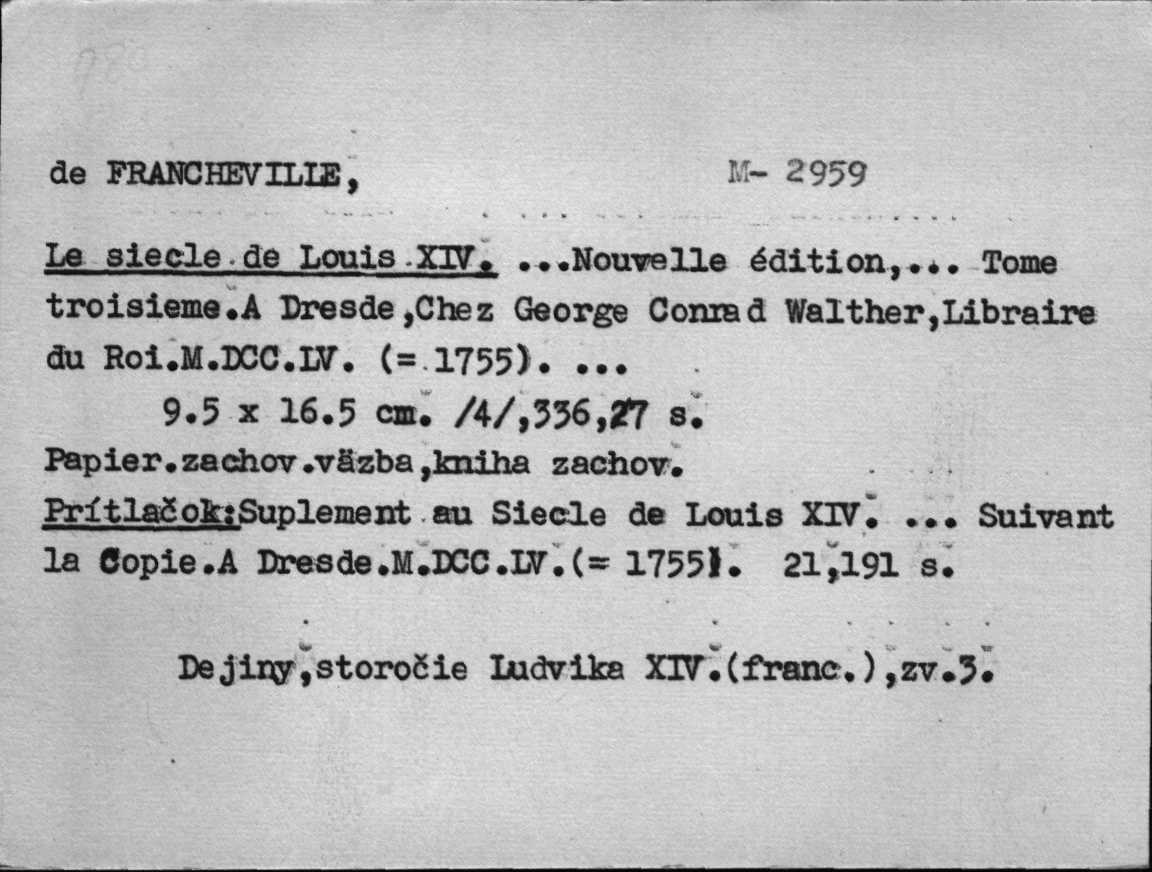 de FRANCHEVILLE, M- 2959
Le siecle de Louis XIV. ...Nouvelle édition,... Tome
troisieme.A Dresde,Chez George Conrad Walther,Libraire
du Roi.M.DCC.LV. (= 1755). ...
9.5 x 16.5 cm. /4/,336,27 s.
Papier.zachov.väzba,kniha zachov.
Prítlačok:Suplement au Siecle de Louis XIV. ... Suivant
la Copie.A Dresde.M.DCC.LV.(= 1755). 21,191 s.
Dejiny,storočie Ludvika XIV.(franc.),zv.3.